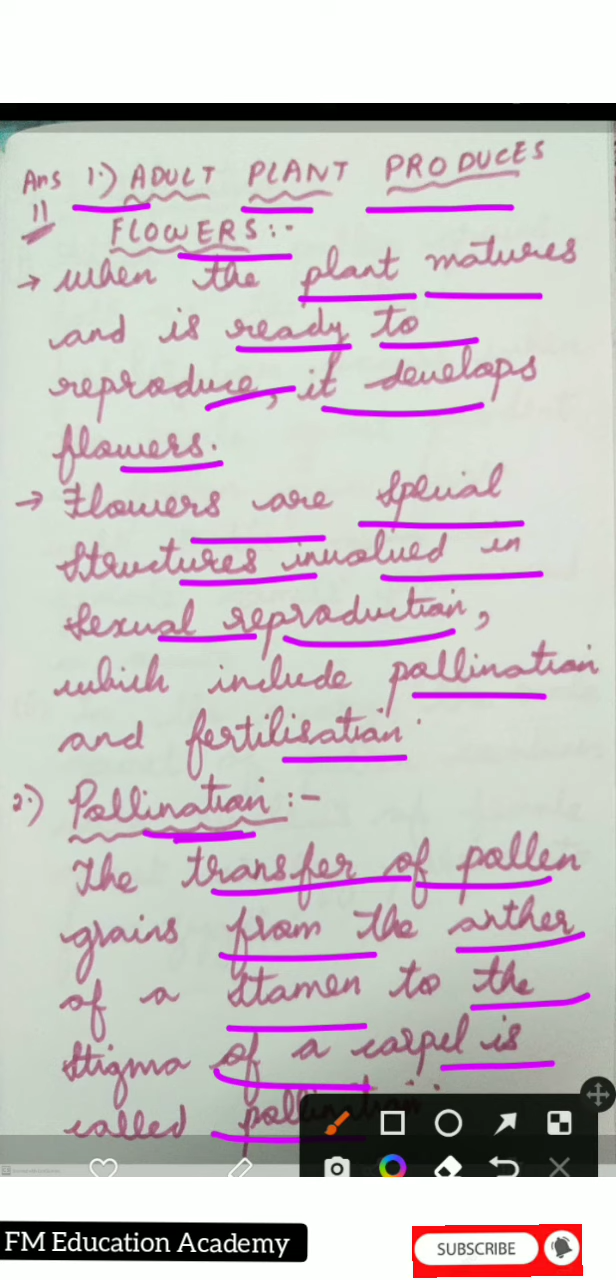 Ans 1.) ADULT PLANT PRODUCES
11 FLOWERS:-
→ when the plant matures
and is ready to
reproduce, it develops
flowers.
→ Flowers are special
structures involved in
sexual reproduction,
which include pollination
and fertilisation.
2.) Pollination:-
The transfer of pollen
grains from the anther
of a stamen to the
stigma of a carpel is
called pollination.
FM Education Academy
SUBSCRIBE